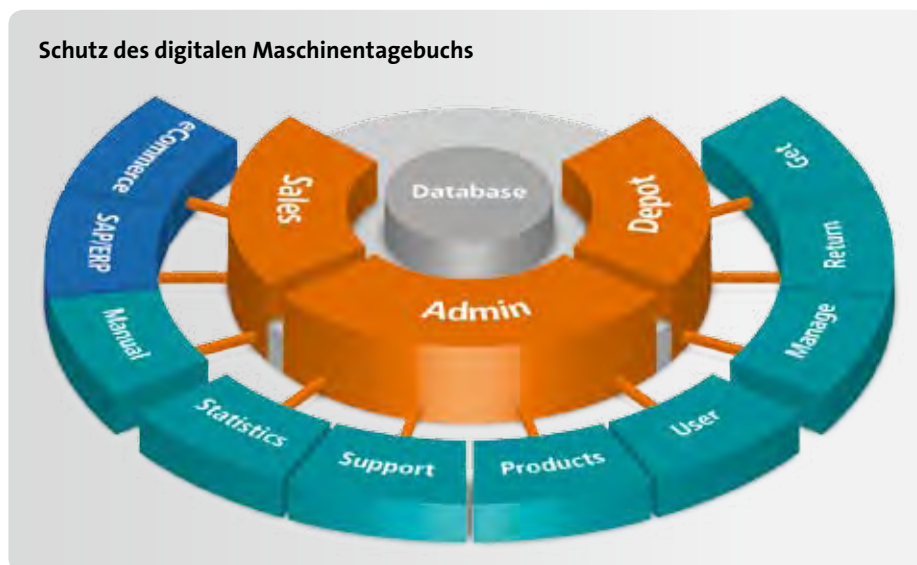 Schutz des digitalen Maschinentagebuchs
eCommerce
SAP/ERP
Manual
Statistics
Support
Products
User
Manage
Return
Get
Sales
Database
Depot
Admin